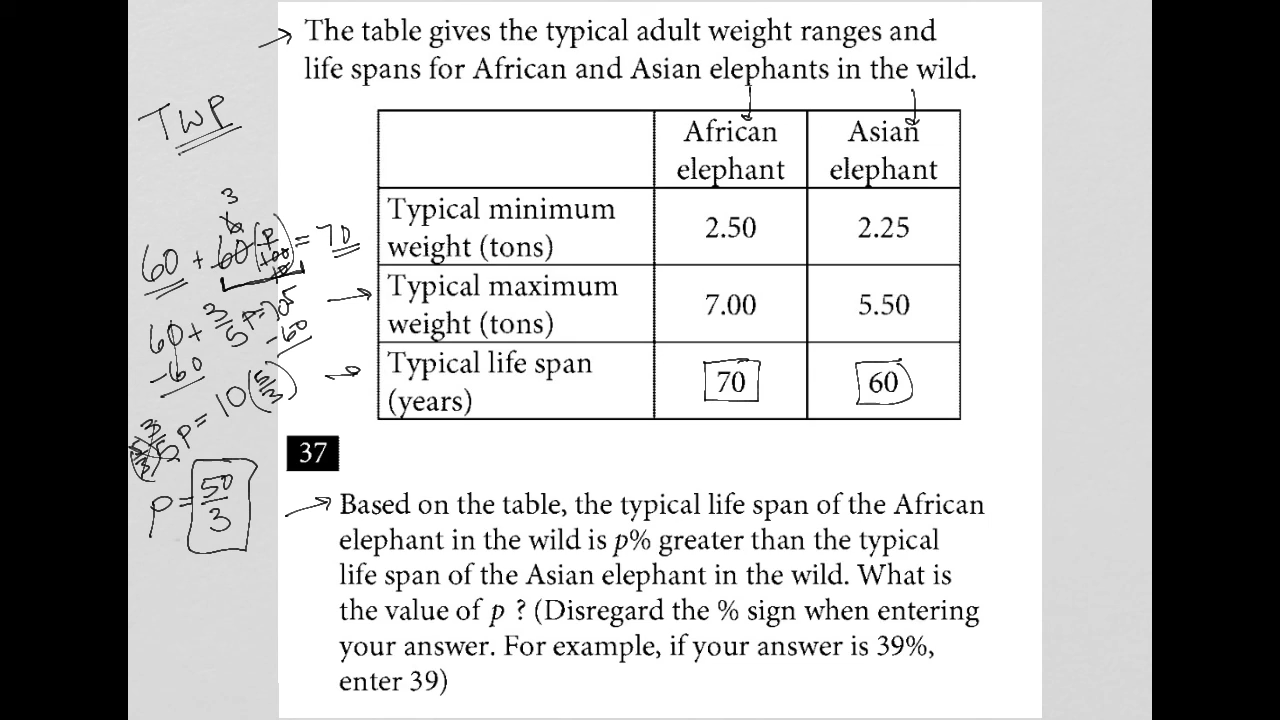 The table gives the typical adult weight ranges and
life spans for African and Asian elephants in the wild.
TWP
African elephant
Asian elephant
Typical minimum weight (tons) 2.50 2.25
Typical maximum weight (tons) 7.00 5.50
Typical life span (years) 70 60
3
60 + 60(p/100) = 70
10
60 + 3/5 p = 70
-60 -60
5/3 3/5 p = 10(5/3)
p = 50/3
37
Based on the table, the typical life span of the African
elephant in the wild is p% greater than the typical
life span of the Asian elephant in the wild. What is
the value of p ? (Disregard the % sign when entering
your answer. For example, if your answer is 39%,
enter 39)